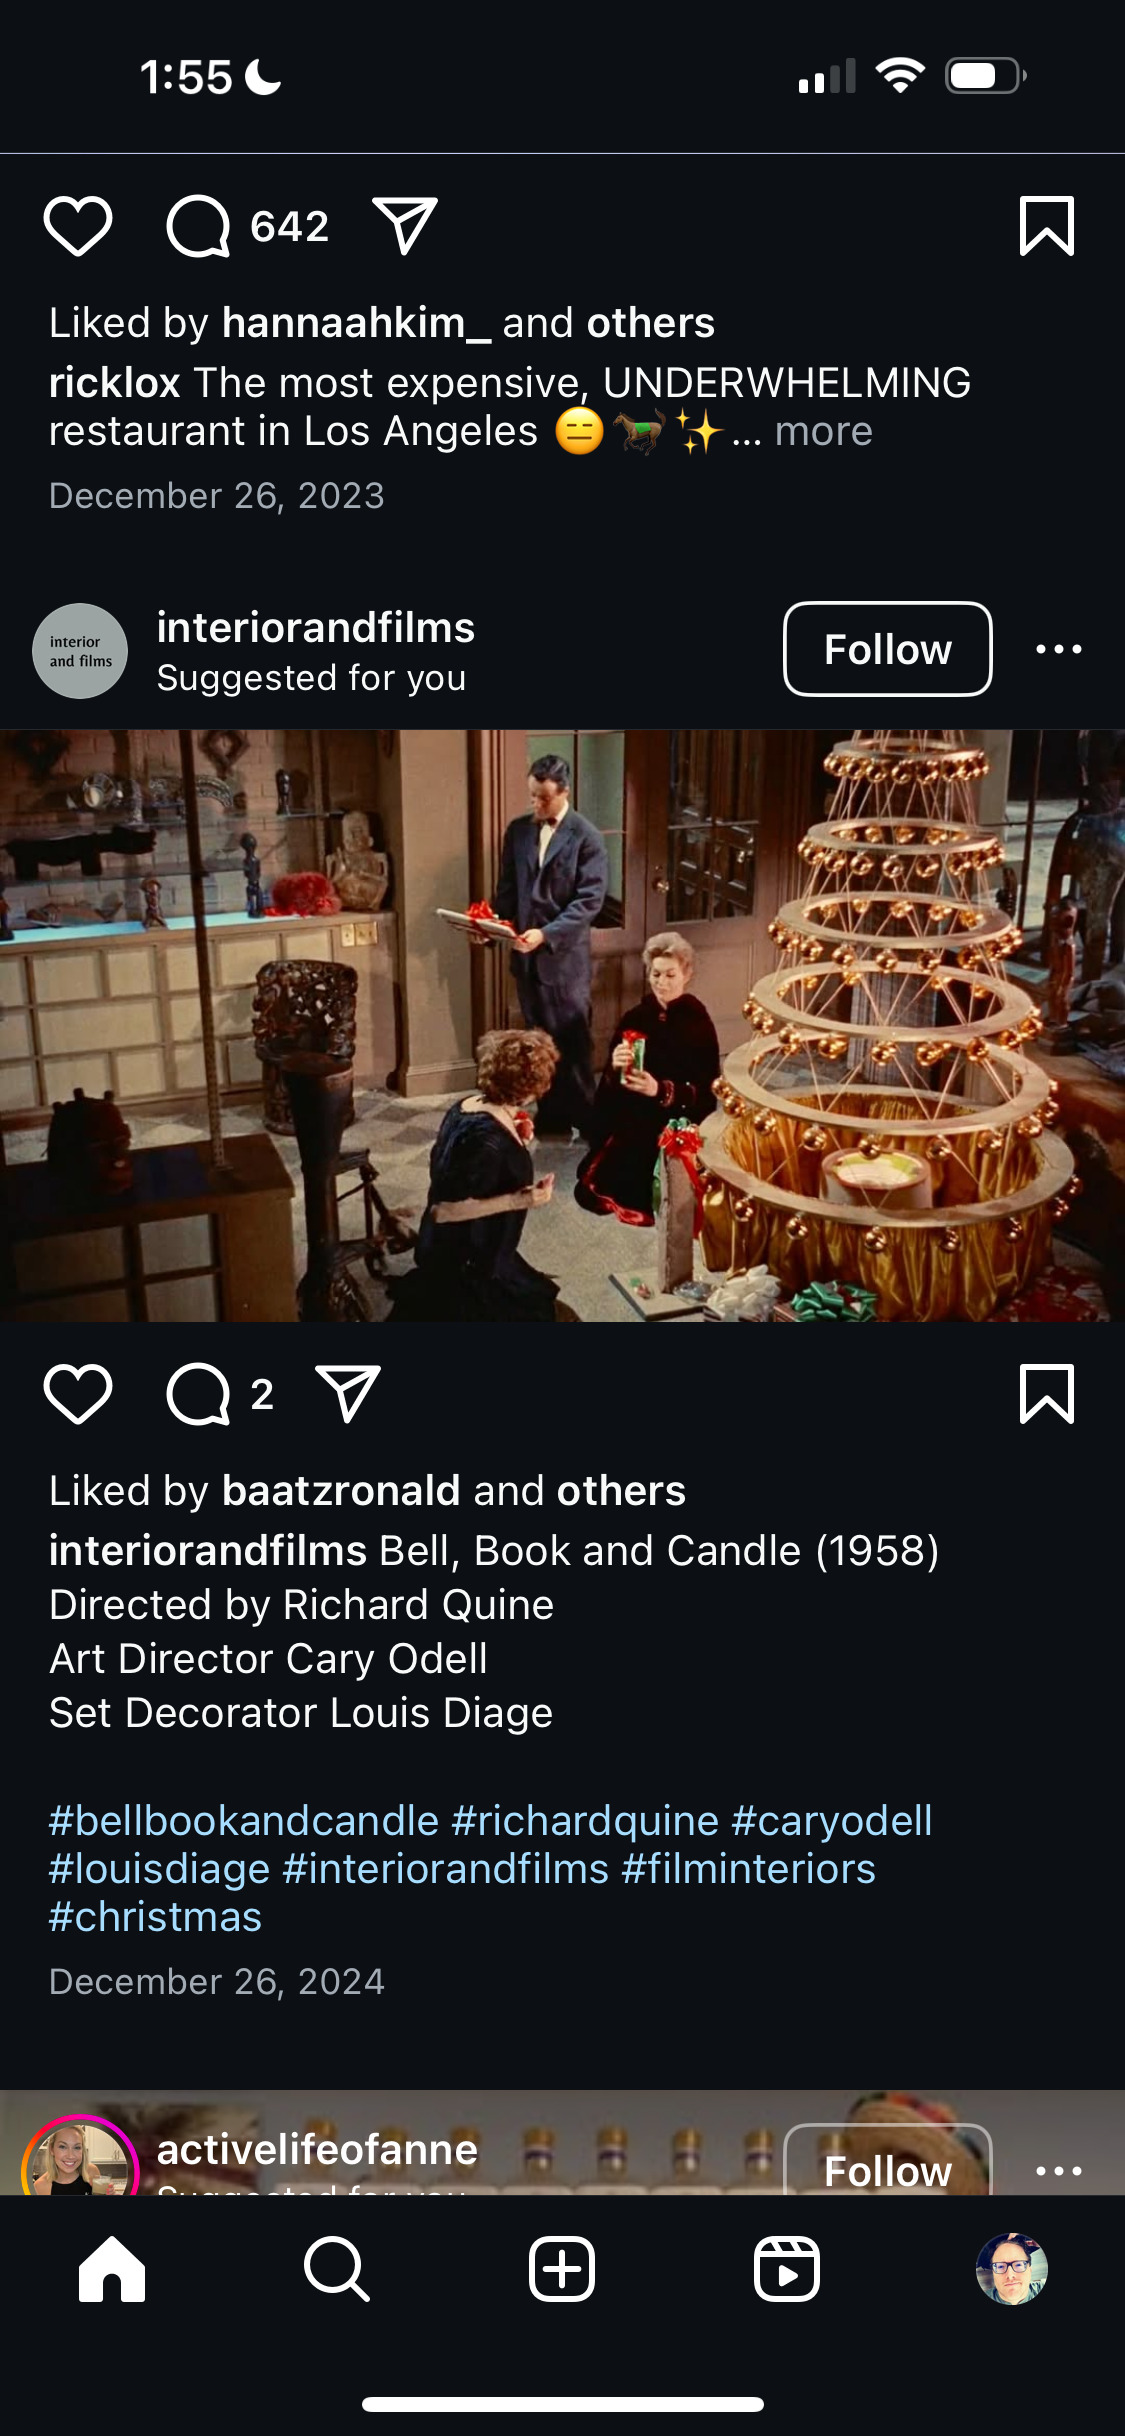 1:55
642
Liked by hannaahkim_ and others
ricklox The most expensive, UNDERWHELMING
restaurant in Los Angeles 😑🐎✨... more
December 26, 2023
interior
and films
interiorandfilms
Suggested for you
Follow
2
Liked by baatzronald and others
interiorandfilms Bell, Book and Candle (1958)
Directed by Richard Quine
Art Director Cary Odell
Set Decorator Louis Diage
#bellbookandcandle #richardquine #caryodell
#louisdiage #interiorandfilms #filminteriors
#christmas
December 26, 2024
activelifeofanne
Suggested for you
Follow